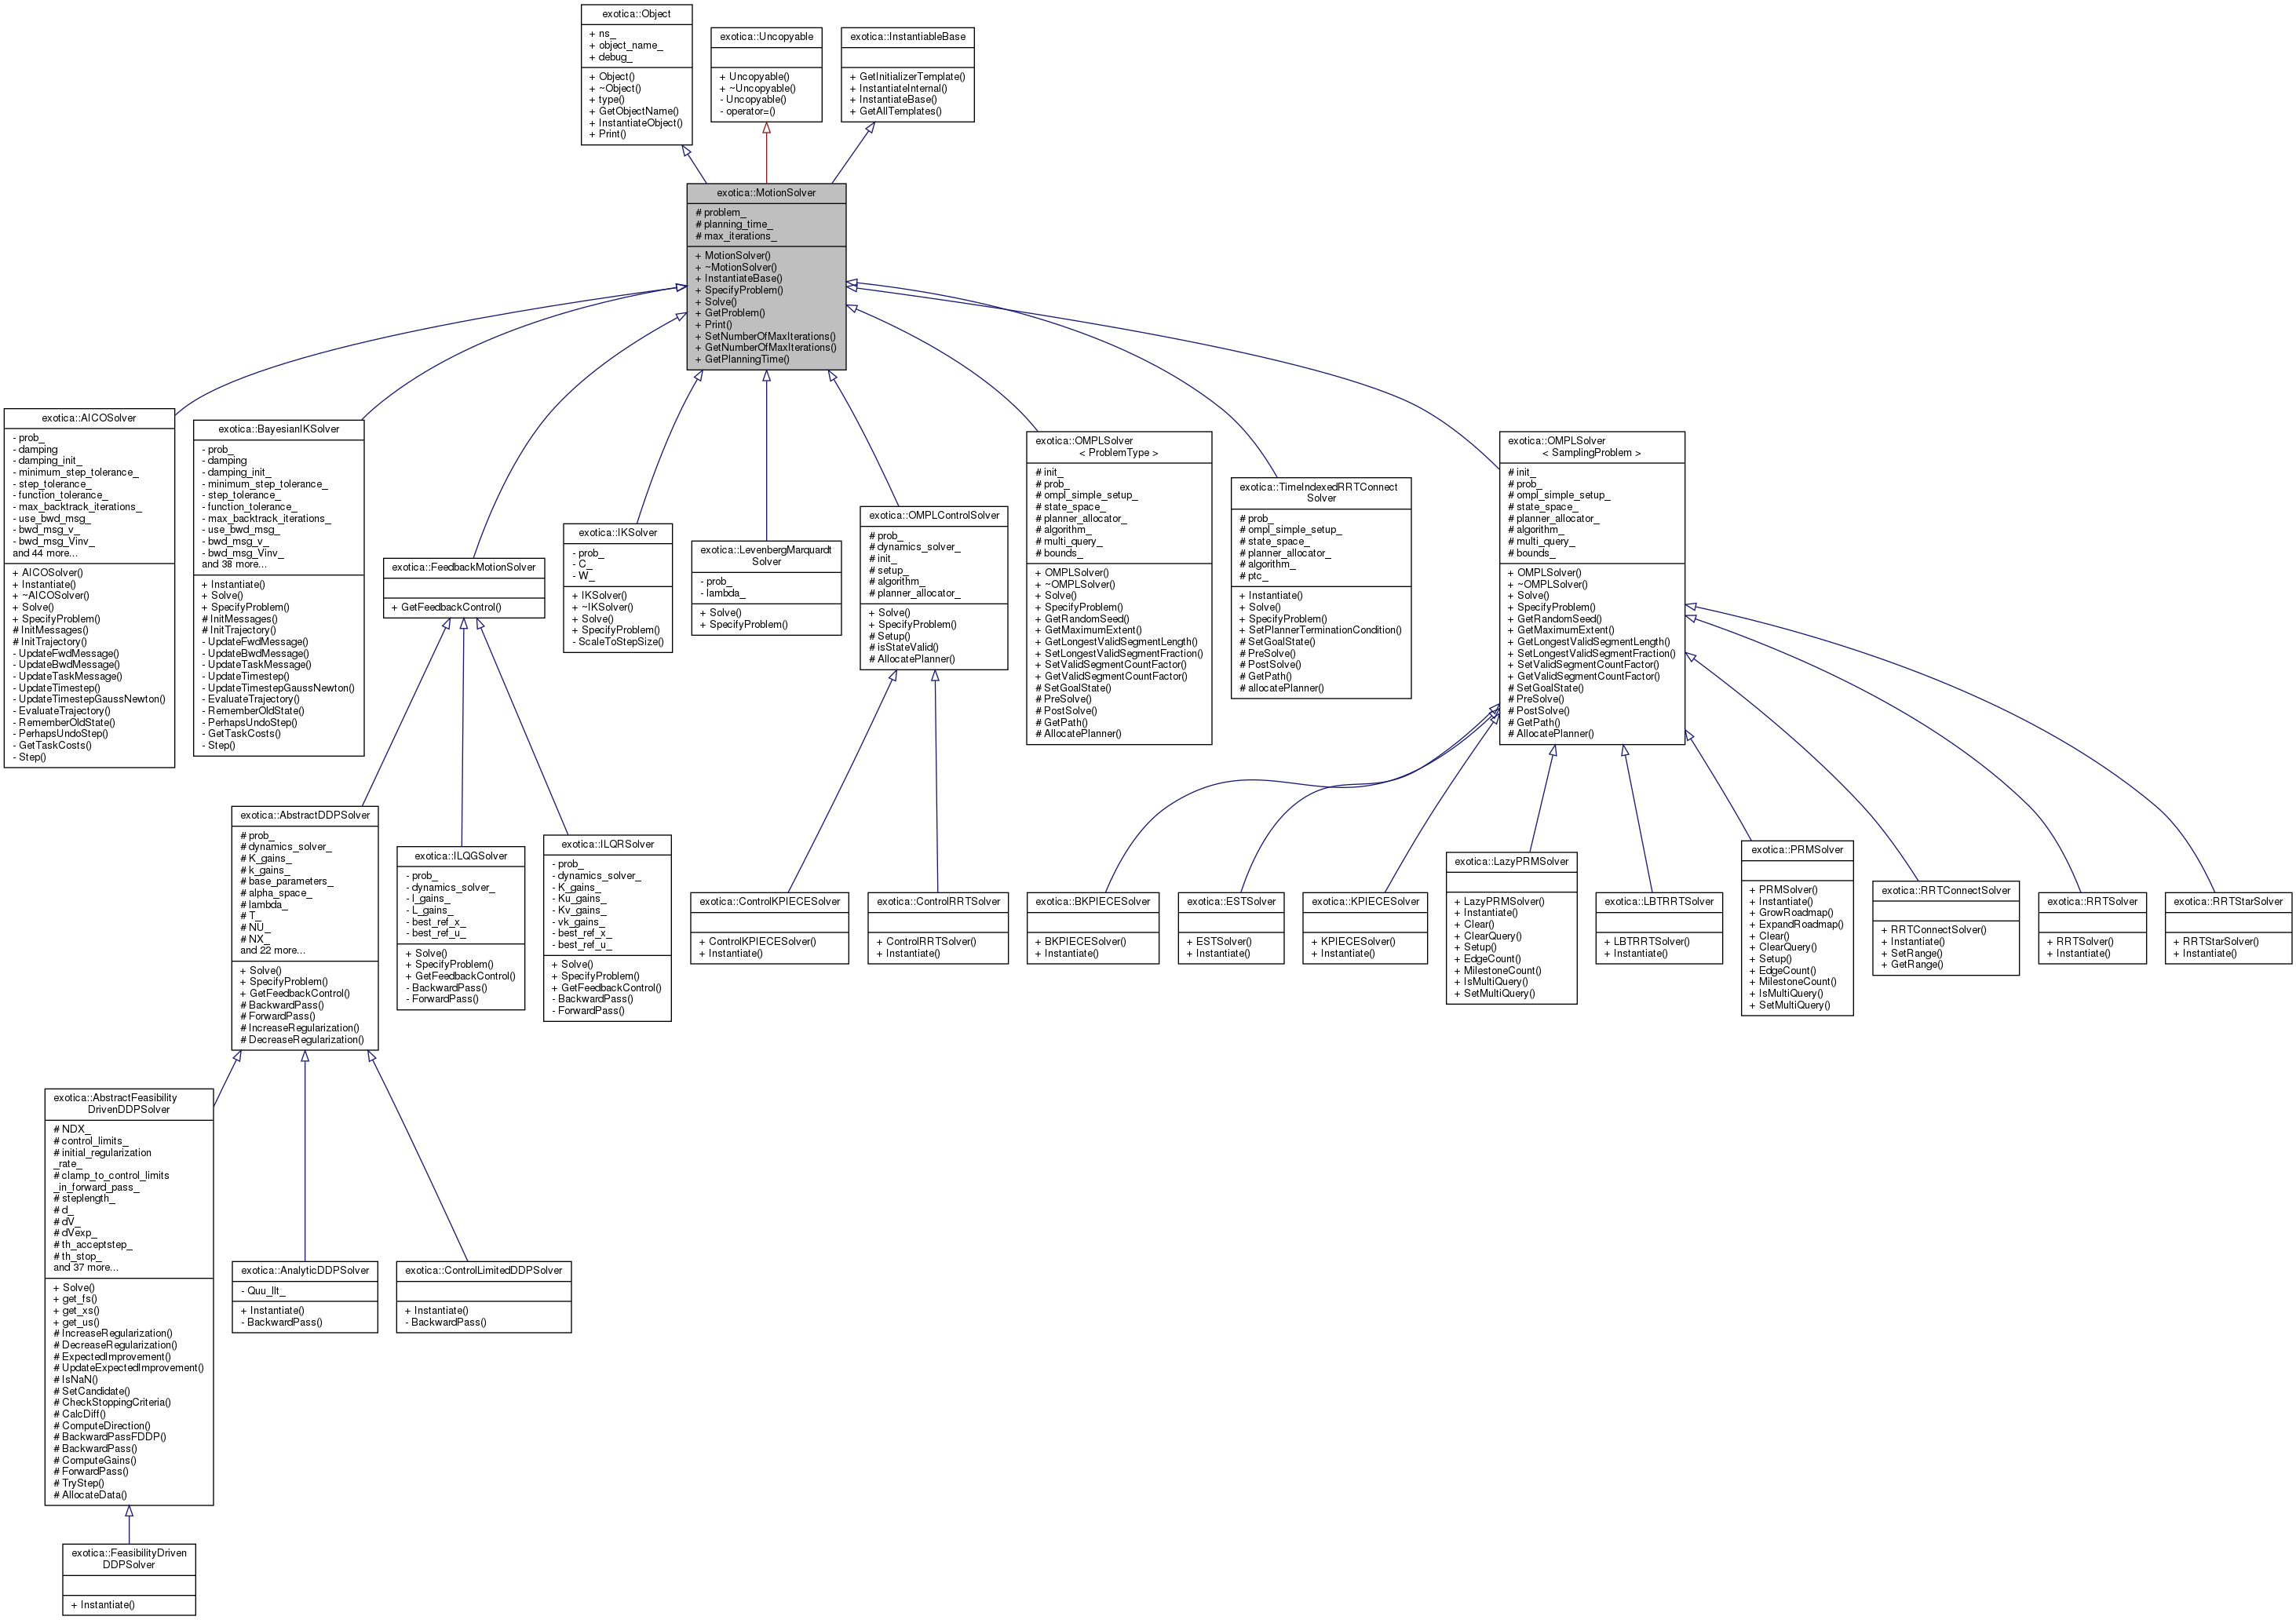 exotica::Object
+ ns_
+ object_name_
+ debug_
+ Object()
+ ~Object()
+ type()
+ GetObjectName()
+ InstantiateObject()
+ Print()
exotica::Uncopyable
+ Uncopyable()
+ ~Uncopyable()
- Uncopyable()
- operator=()
exotica::InstantiableBase
+ GetInitializerTemplate()
+ InstantiateInternal()
+ InstantiateBase()
+ GetAllTemplates()
exotica::MotionSolver
# problem_
# planning_time_
# max_iterations_
+ MotionSolver()
+ ~MotionSolver()
+ InstantiateBase()
+ SpecifyProblem()
+ Solve()
+ GetProblem()
+ Print()
+ SetNumberOfMaxIterations()
+ GetNumberOfMaxIterations()
+ GetPlanningTime()
exotica::AICOSolver
- prob_
- damping
- damping_init_
- minimum_step_tolerance_
- step_tolerance_
- function_tolerance_
- max_backtrack_iterations_
- use_bwd_msg_
- bwd_msg_v_
- bwd_msg_Vinv_
and 44 more...
+ AICOSolver()
+ Instantiate()
+ ~AICOSolver()
+ Solve()
+ SpecifyProblem()
# InitMessages()
# InitTrajectory()
- UpdateFwdMessage()
- UpdateBwdMessage()
- UpdateTaskMessage()
- UpdateTimestep()
- UpdateTimestepGaussNewton()
- EvaluateTrajectory()
- RememberOldState()
- PerhapsUndoStep()
- GetTaskCosts()
- Step()
exotica::BayesianIKSolver
- prob_
- damping
- damping_init_
- minimum_step_tolerance_
- step_tolerance_
- function_tolerance_
- max_backtrack_iterations_
- use_bwd_msg_
- bwd_msg_v_
- bwd_msg_Vinv_
and 38 more...
+ Instantiate()
+ Solve()
+ SpecifyProblem()
# InitMessages()
# InitTrajectory()
- UpdateFwdMessage()
- UpdateBwdMessage()
- UpdateTaskMessage()
- UpdateTimestep()
- UpdateTimestepGaussNewton()
- EvaluateTrajectory()
- RememberOldState()
- PerhapsUndoStep()
- GetTaskCosts()
- Step()
exotica::FeedbackMotionSolver
+ GetFeedbackControl()
exotica::IKSolver
- prob_
- C_
- W_
+ IKSolver()
+ ~IKSolver()
+ Solve()
+ SpecifyProblem()
- ScaleToStepSize()
exotica::LevenbergMarquardt
Solver
- prob_
- lambda_
+ Solve()
+ SpecifyProblem()
exotica::OMPLControlSolver
# prob_
# dynamics_solver_
# init_
# setup_
# algorithm_
# planner_allocator_
+ Solve()
+ SpecifyProblem()
# Setup()
# isStateValid()
# AllocatePlanner()
exotica::OMPLSolver
< ProblemType >
# init_
# prob_
# ompl_simple_setup_
# state_space_
# planner_allocator_
# algorithm_
# multi_query_
# bounds_
+ OMPLSolver()
+ ~OMPLSolver()
+ Solve()
+ SpecifyProblem()
+ GetRandomSeed()
+ GetMaximumExtent()
+ GetLongestValidSegmentLength()
+ SetLongestValidSegmentFraction()
+ SetValidSegmentCountFactor()
+ GetValidSegmentCountFactor()
# SetGoalState()
# PreSolve()
# PostSolve()
# GetPath()
# AllocatePlanner()
exotica::TimeIndexedRRTConnect
Solver
# prob_
# ompl_simple_setup_
# state_space_
# planner_allocator_
# algorithm_
# ptc_
+ Instantiate()
+ Solve()
+ SpecifyProblem()
+ SetPlannerTerminationCondition()
# SetGoalState()
# PreSolve()
# PostSolve()
# GetPath()
# allocatePlanner()
exotica::OMPLSolver
< SamplingProblem >
# init_
# prob_
# ompl_simple_setup_
# state_space_
# planner_allocator_
# algorithm_
# multi_query_
# bounds_
+ OMPLSolver()
+ ~OMPLSolver()
+ Solve()
+ SpecifyProblem()
+ GetRandomSeed()
+ GetMaximumExtent()
+ GetLongestValidSegmentLength()
+ SetLongestValidSegmentFraction()
+ SetValidSegmentCountFactor()
+ GetValidSegmentCountFactor()
# SetGoalState()
# PreSolve()
# PostSolve()
# GetPath()
# AllocatePlanner()
exotica::AbstractDDPSolver
# prob_
# dynamics_solver_
# K_gains_
# k_gains_
# base_parameters_
# alpha_space_
# lambda_
# T_
# NU_
# NX_
and 22 more...
+ Solve()
+ SpecifyProblem()
+ GetFeedbackControl()
# BackwardPass()
# ForwardPass()
# IncreaseRegularization()
# DecreaseRegularization()
exotica::ILQGSolver
- prob_
- dynamics_solver_
- l_gains_
- L_gains_
- best_ref_x_
- best_ref_u_
+ Solve()
+ SpecifyProblem()
+ GetFeedbackControl()
- BackwardPass()
- ForwardPass()
exotica::ILQRSolver
- prob_
- dynamics_solver_
- K_gains_
- Ku_gains_
- Kv_gains_
- vk_gains_
- best_ref_x_
- best_ref_u_
+ Solve()
+ SpecifyProblem()
+ GetFeedbackControl()
- BackwardPass()
- ForwardPass()
exotica::ControlKPIECESolver
+ ControlKPIECESolver()
+ Instantiate()
exotica::ControlRRTSolver
+ ControlRRTSolver()
+ Instantiate()
exotica::BKPIECESolver
+ BKPIECESolver()
+ Instantiate()
exotica::ESTSolver
+ ESTSolver()
+ Instantiate()
exotica::KPIECESolver
+ KPIECESolver()
+ Instantiate()
exotica::LazyPRMSolver
+ LazyPRMSolver()
+ Instantiate()
+ Clear()
+ ClearQuery()
+ Setup()
+ EdgeCount()
+ MilestoneCount()
+ IsMultiQuery()
+ SetMultiQuery()
exotica::LBTRRTSolver
+ LBTRRTSolver()
+ Instantiate()
exotica::PRMSolver
+ PRMSolver()
+ Instantiate()
+ GrowRoadmap()
+ ExpandRoadmap()
+ Clear()
+ ClearQuery()
+ Setup()
+ EdgeCount()
+ MilestoneCount()
+ IsMultiQuery()
+ SetMultiQuery()
exotica::RRTConnectSolver
+ RRTConnectSolver()
+ Instantiate()
+ SetRange()
+ GetRange()
exotica::RRTSolver
+ RRTSolver()
+ Instantiate()
exotica::RRTStarSolver
+ RRTStarSolver()
+ Instantiate()
exotica::AbstractFeasibility
DrivenDDPSolver
# NDX_
# control_limits_
# initial_regularization
_rate_
# clamp_to_control_limits
_in_forward_pass_
# steplength_
# d_
# dV_
# dVexp_
# th_acceptstep_
# th_stop_
and 37 more...
+ Solve()
+ get_fs()
+ get_xs()
+ get_us()
# IncreaseRegularization()
# DecreaseRegularization()
# ExpectedImprovement()
# UpdateExpectedImprovement()
# IsNaN()
# SetCandidate()
# CheckStoppingCriteria()
# CalcDiff()
# ComputeDirection()
# BackwardPassFDDP()
# BackwardPass()
# ComputeGains()
# ForwardPass()
# TryStep()
# AllocateData()
exotica::AnalyticDDPSolver
- Quu_llt_
+ Instantiate()
- BackwardPass()
exotica::ControlLimitedDDPSolver
+ Instantiate()
- BackwardPass()
exotica::FeasibilityDriven
DDPSolver
+ Instantiate()